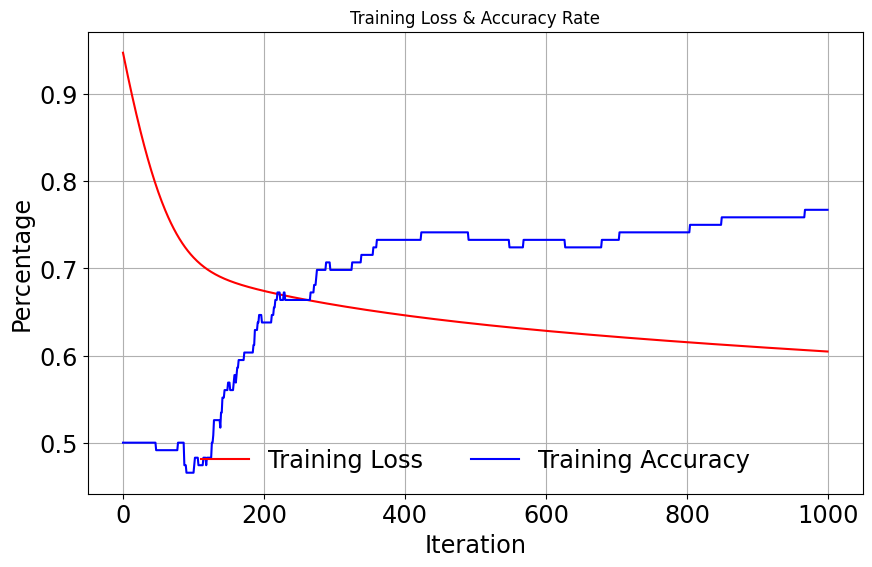 Training Loss & Accuracy Rate
Percentage
0.9
0.8
0.7
0.6
0.5
Training Loss
Training Accuracy
0 200 400 600 800 1000
Iteration